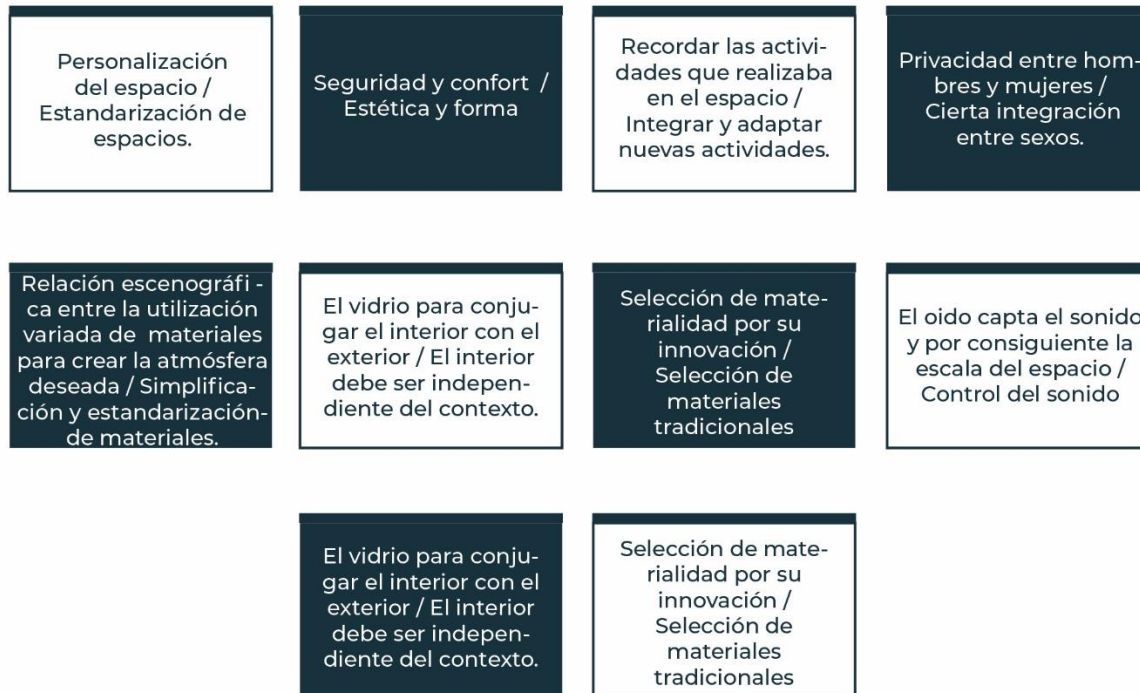 Personalización
del espacio /
Estandarización de
espacios.
Seguridad y confort /
Estética y forma
Recordar las activi-
dades que realizaba
en el espacio /
Integrar y adaptar
nuevas actividades.
Privacidad entre hom-
bres y mujeres /
Cierta integración
entre sexos.
Relación escenográfi -
ca entre la utilización
variada de materiales
para crear la atmósfera
deseada / Simplifica-
ción y estandarización-
de materiales.
El vidrio para conju-
gar el interior con el
exterior / El interior
debe ser indepen-
diente del contexto.
Selección de mate-
rialidad por su
innovación /
Selección de
materiales
tradicionales
El oido capta el sonido
y por consiguiente la
escala del espacio /
Control del sonido
El vidrio para conju-
gar el interior con el
exterior / El interior
debe ser indepen-
diente del contexto.
Selección de mate-
rialidad por su
innovación /
Selección de
materiales
tradicionales